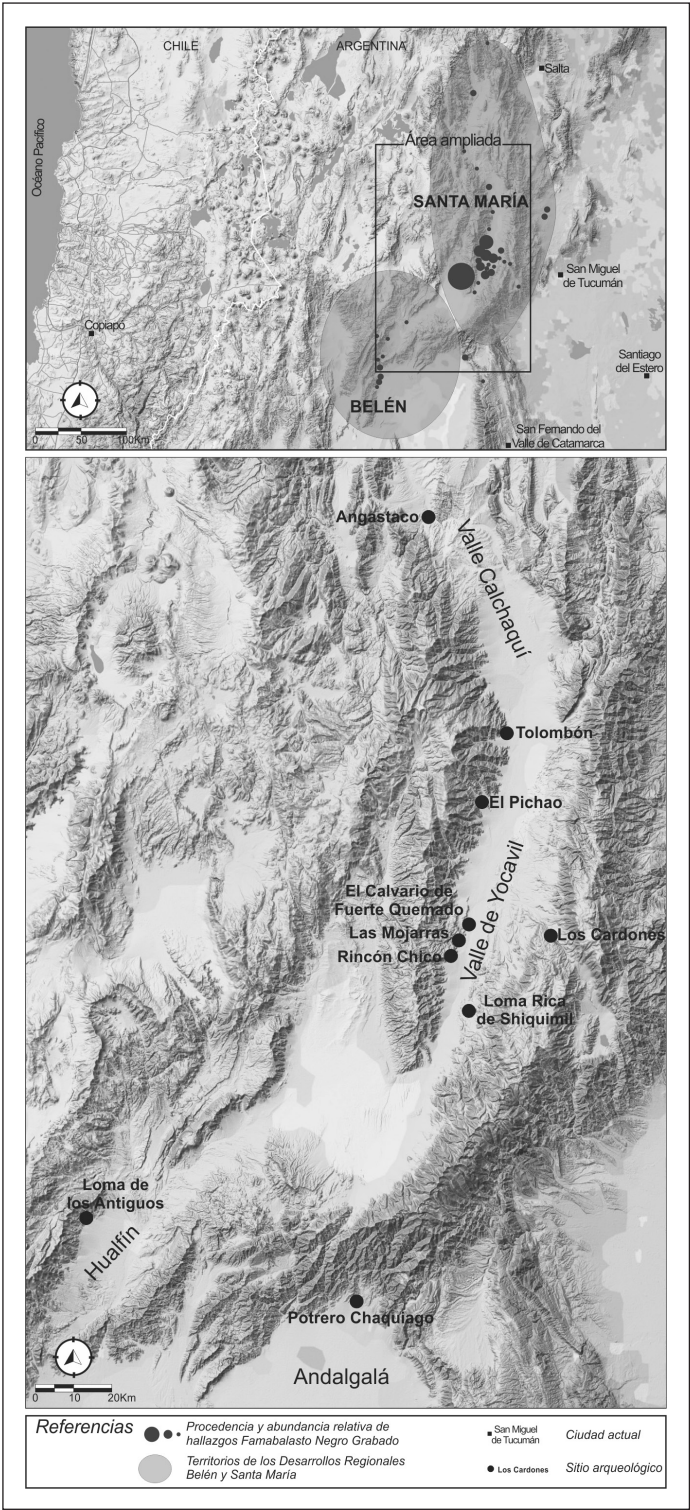 CHILE
ARGENTINA
Salta
Océano Pacífico
Área ampliada
SANTA MARÍA
San Miguel
de Tucumán
Copiapó
Santiago
del Estero
BELÉN
San Fernando del
Valle de Catamarca
0 50 100Km
Angastaco
Valle Calchaquí
Tolombón
El Pichao
El Calvario de
Fuerte Quemado
Las Mojarras
Rincón Chico
Valle de Yocavil
Los Cardones
Loma Rica
de Shiquimil
Loma de
los Antiguos
Hualfín
Potrero Chaquiago
Andalgalá
0 10 20Km
Referencias
Procedencia y abundancia relativa de
hallazgos Famabalasto Negro Grabado
San Miguel
de Tucumán
Ciudad actual
Territorios de los Desarrollos Regionales
Belén y Santa María
Los Cardones
Sitio arqueológico